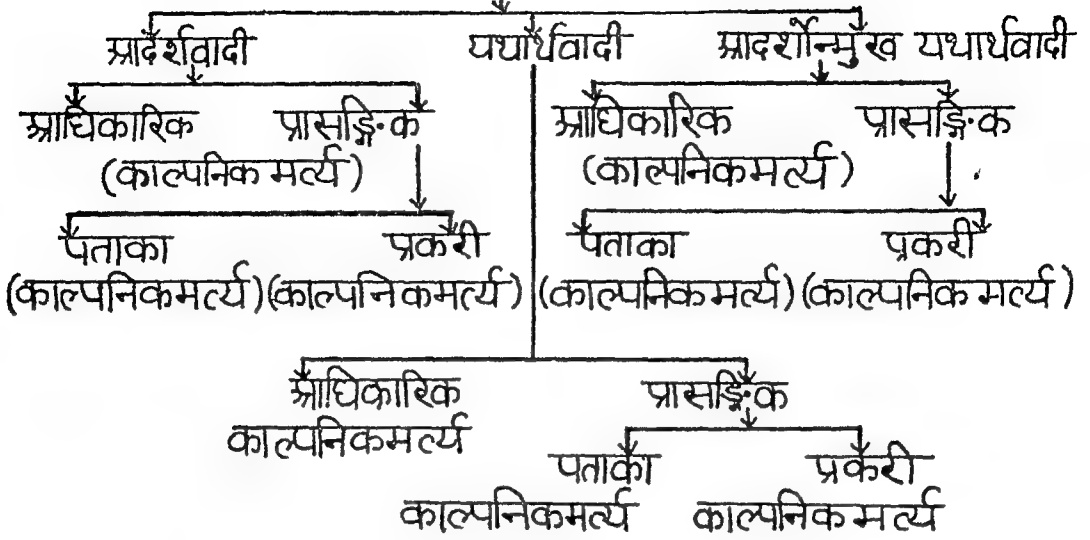 आदर्शवादी यथार्थवादी आदर्शोन्मुख यथार्थवादी
आधिकारिक प्रासङ्गिक आधिकारिक प्रासङ्गिक
(काल्पनिक मर्त्य) (काल्पनिकमर्त्य)
पताका प्रकरी पताका प्रकरी
(काल्पनिकमर्त्य) (काल्पनिकमर्त्य) (काल्पनिकमर्त्य) (काल्पनिक मर्त्य)
आधिकारिक प्रासङ्गिक
काल्पनिकमर्त्य
पताका प्रकरी
काल्पनिकमर्त्य काल्पनिक मर्त्य